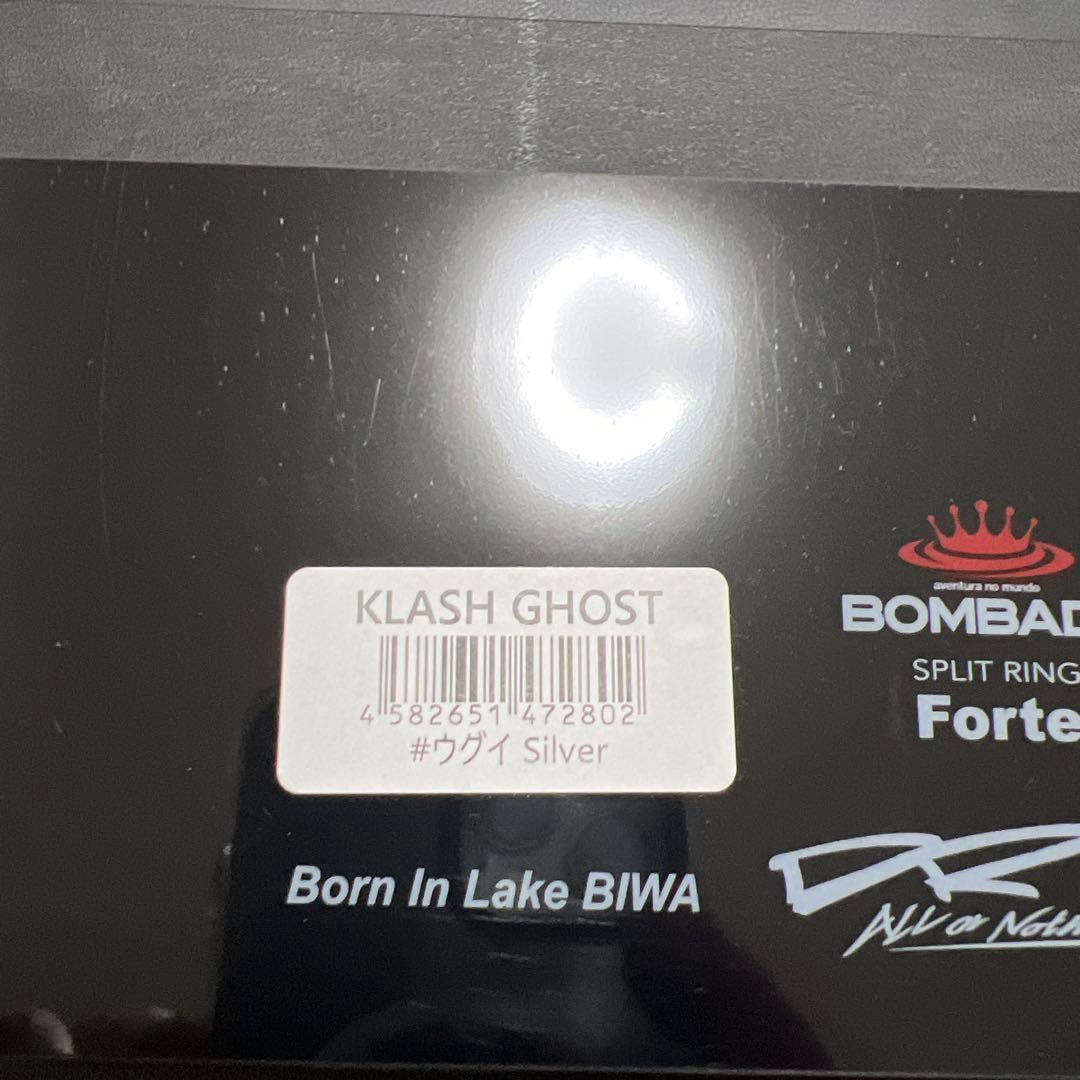 aventura no mundo
BOMBAD
SPLIT RING
Forte
KLASH GHOST
4 582651 472802
#ウグイ Silver
Born In Lake BIWA
DR
ALL or Noth